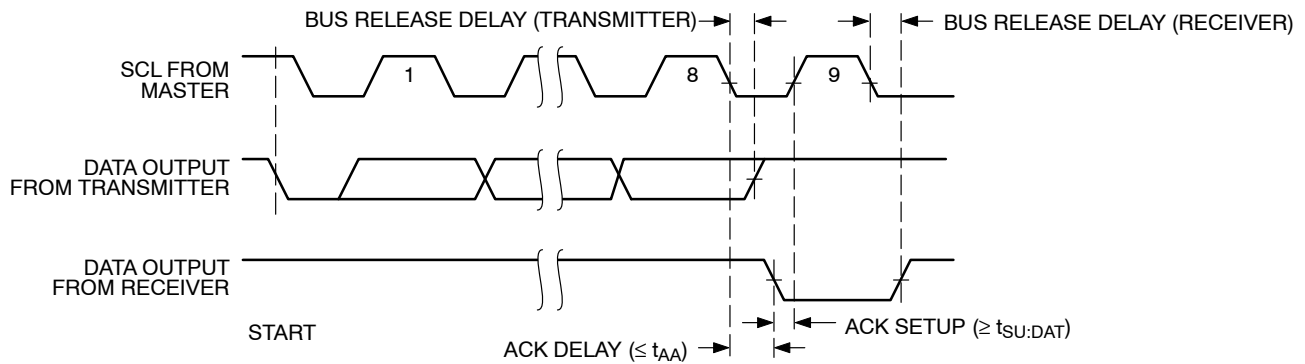 BUS RELEASE DELAY (TRANSMITTER)
BUS RELEASE DELAY (RECEIVER)
SCL FROM
MASTER
1
8
9
DATA OUTPUT
FROM TRANSMITTER
DATA OUTPUT
FROM RECEIVER
START
ACK SETUP (≥ tSU:DAT)
ACK DELAY (≤ tAA)